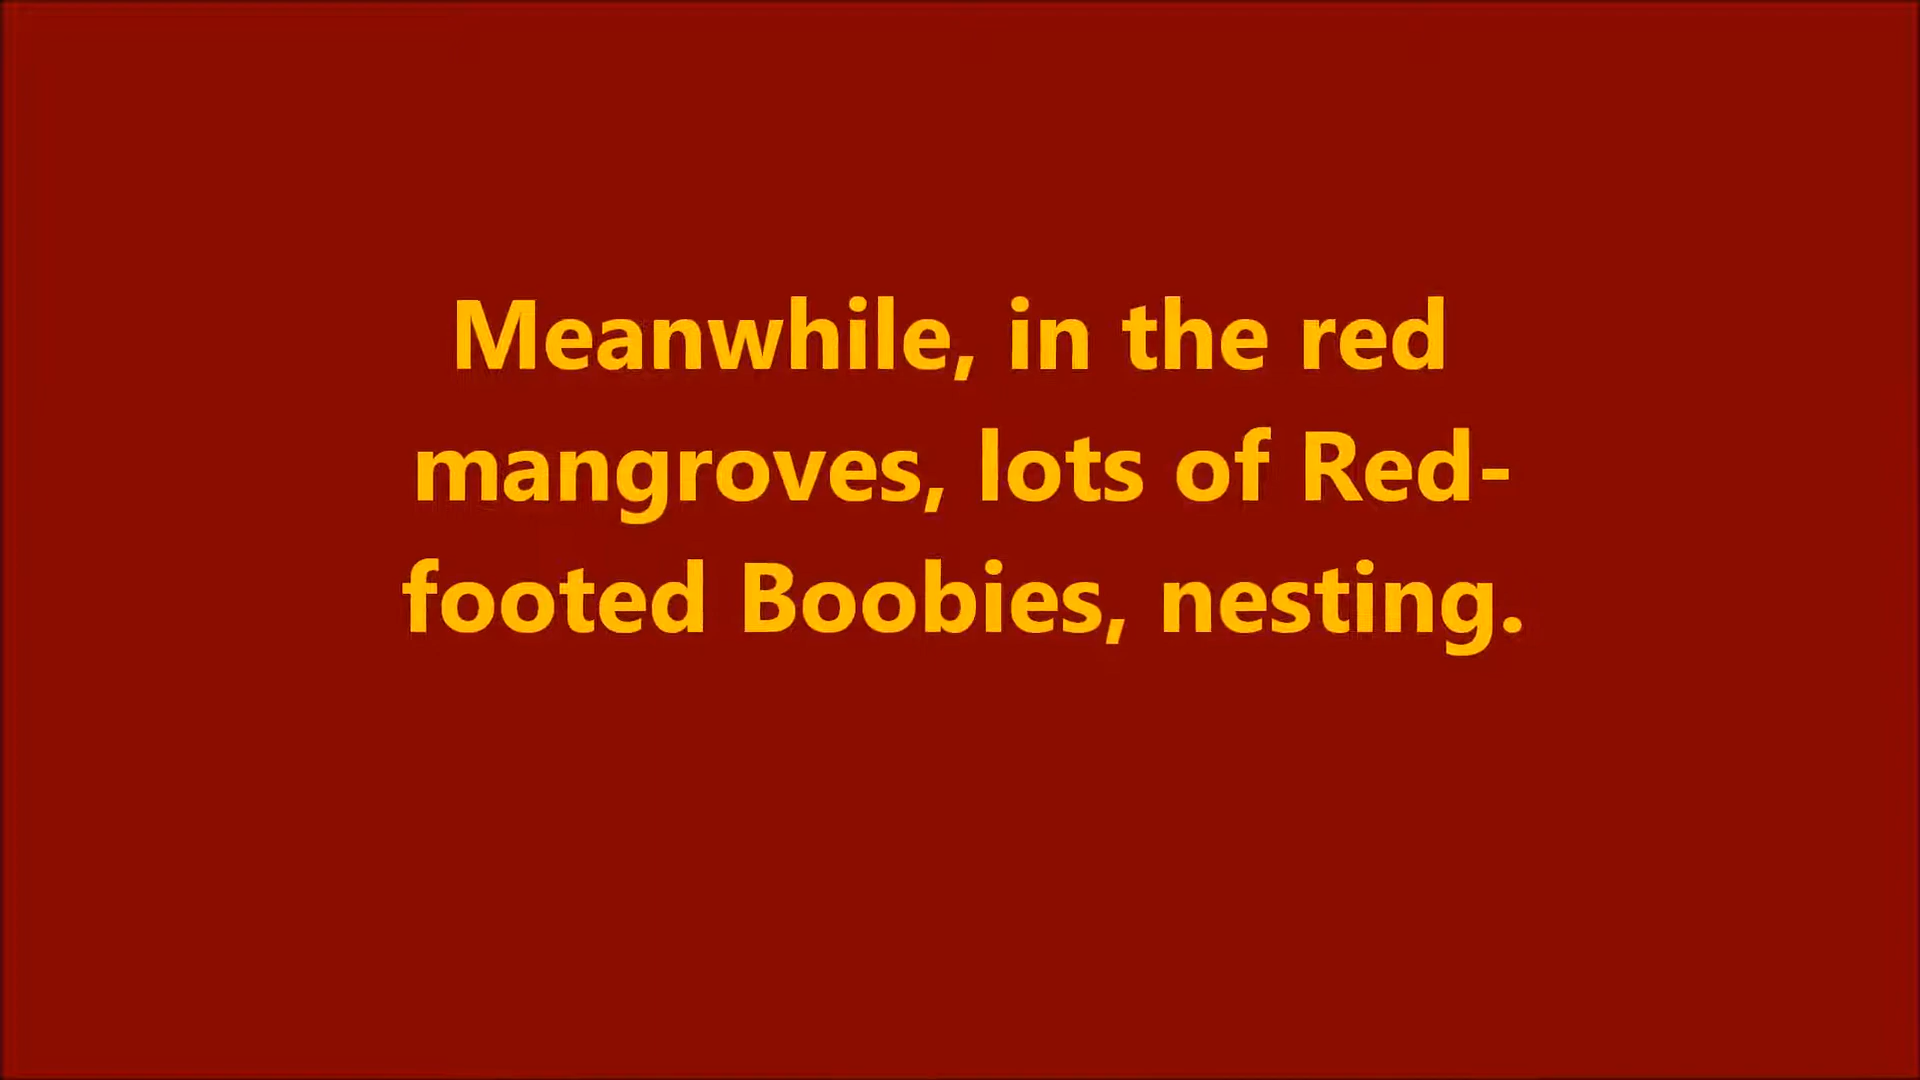 Meanwhile, in the red
mangroves, lots of Red-
footed Boobies, nesting.